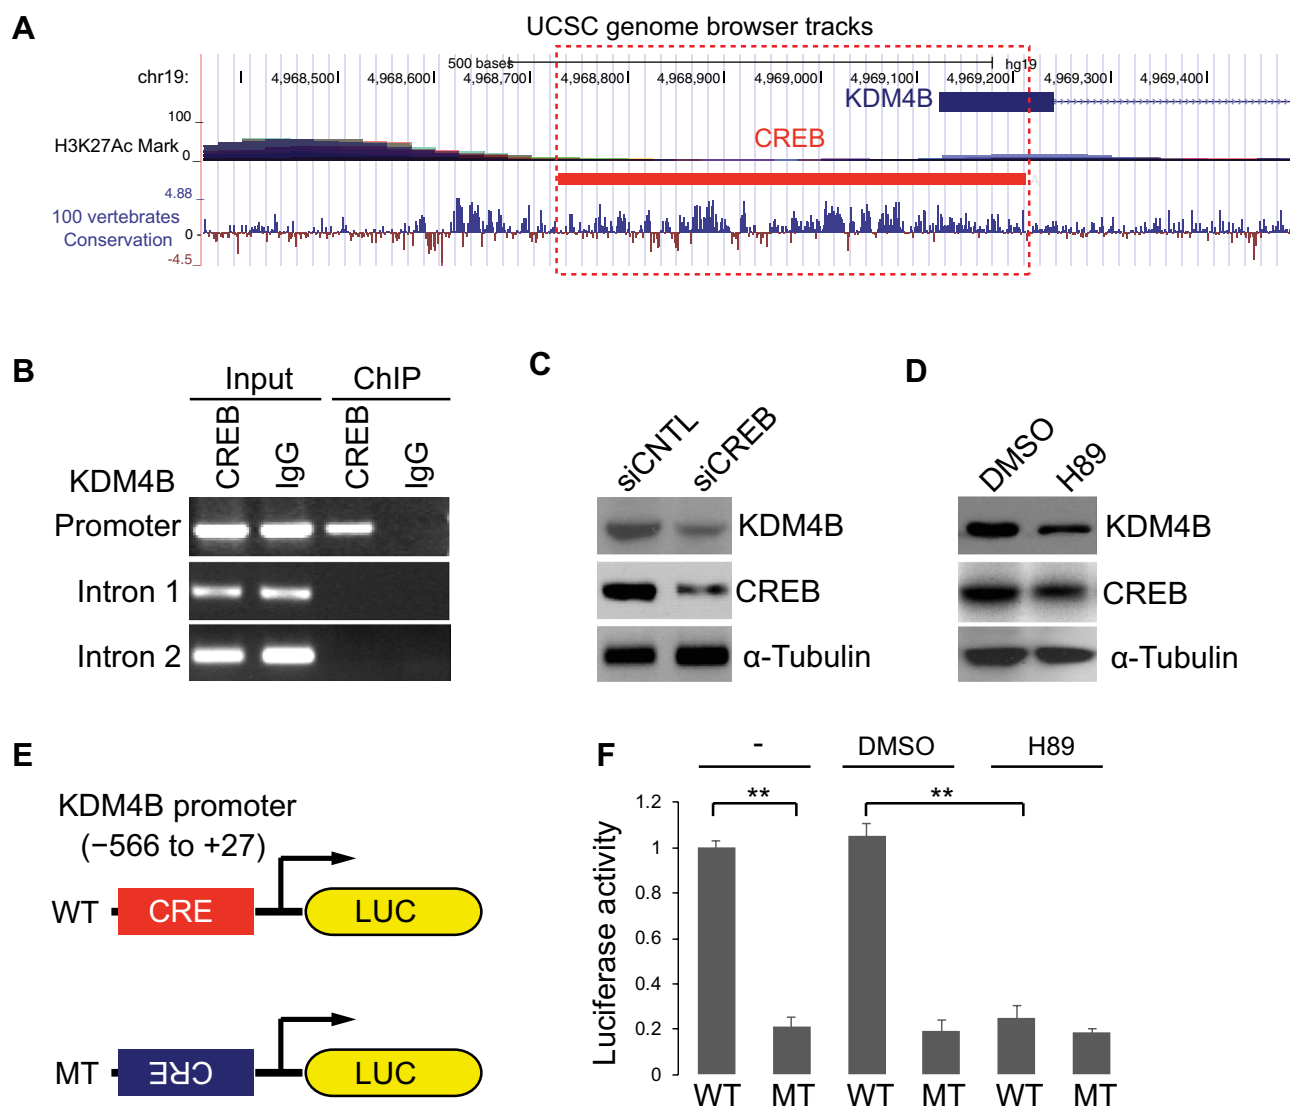 A
UCSC genome browser tracks
500 bases
hg19
chr19:
4,968,500
4,968,600
4,968,700
4,968,800
4,968,900
4,969,000
4,969,100
4,969,200
4,969,300
4,969,400
KDM4B
100
H3K27Ac Mark
0
CREB
4.88
100 vertebrates
Conservation
0
-4.5
B
Input
ChIP
CREB
IgG
CREB
IgG
KDM4B
Promoter
Intron 1
Intron 2
C
siCNTL
siCREB
KDM4B
CREB
α-Tubulin
D
DMSO
H89
KDM4B
CREB
α-Tubulin
E
KDM4B promoter
(−566 to +27)
WT
CRE
LUC
MT
CRE
LUC
F
-
DMSO
H89
**
**
Luciferase activity
1.2
1
0.8
0.6
0.4
0.2
0
WT
MT
WT
MT
WT
MT